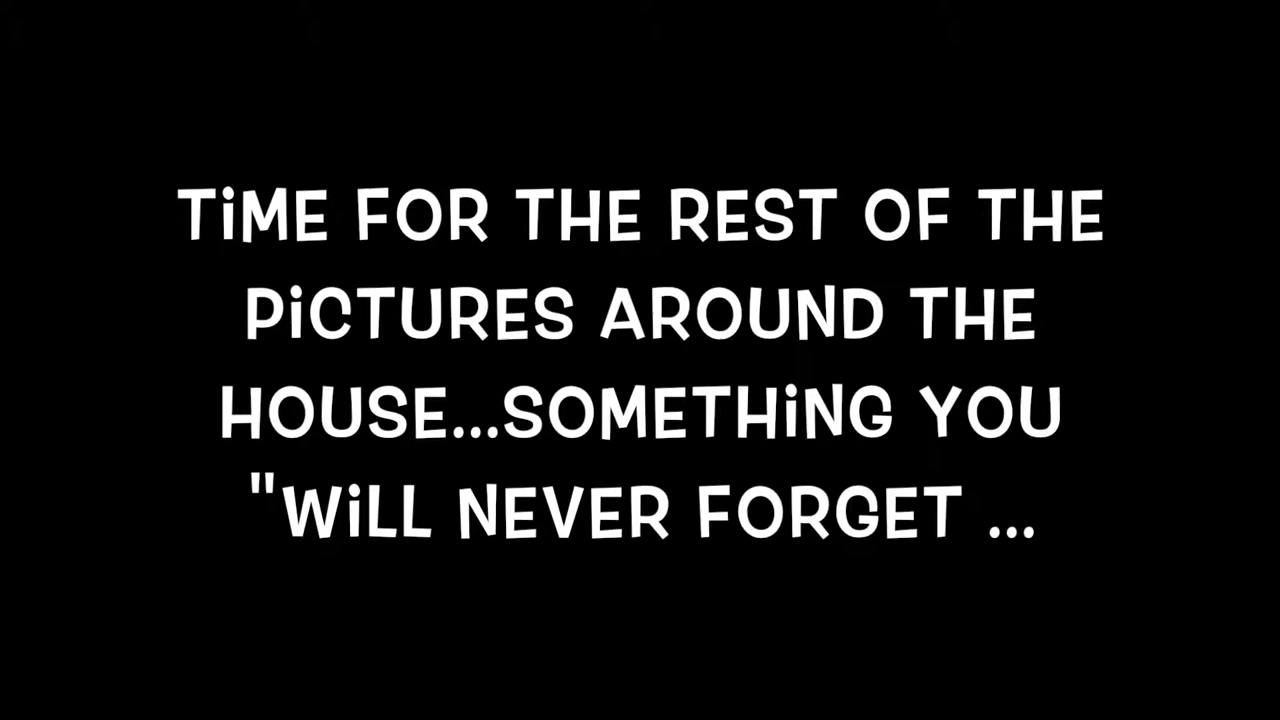 TiME FOR THE REST OF THE
PiCTURES AROUND THE
HOUSE...SOMETHiNG YOU
"WiLL NEVER FORGET ...